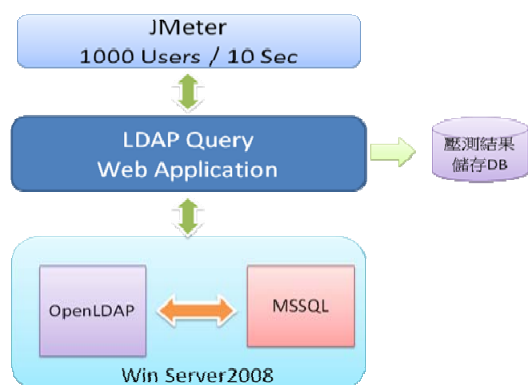 JMeter
1000 Users / 10 Sec
LDAP Query
Web Application
壓測結果
儲存DB
OpenLDAP
MSSQL
Win Server2008